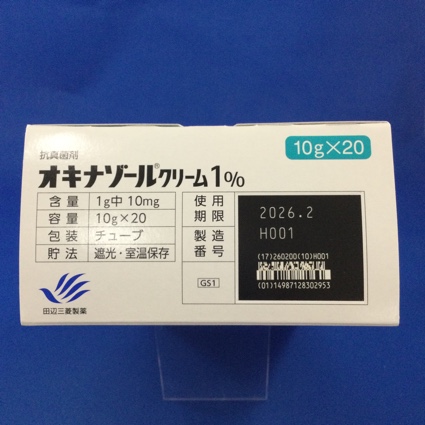 抗真菌剤
10g×20
オキナゾール®クリーム1%
含量 1g中 10mg
容量 10g×20
包装 チューブ
貯法 遮光・室温保存
使用期限 2026.2
製造番号 H001
(17)260200(10)H001
(01)14987128302953
GS1
田辺三菱製薬